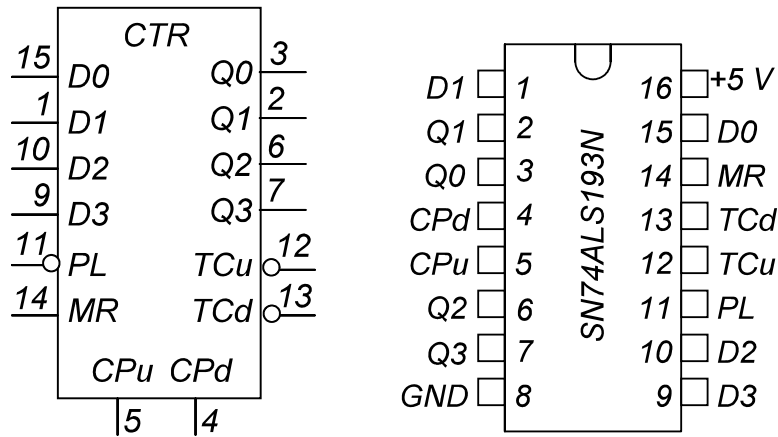 CTR
15 D0 Q0 3
1 D1 Q1 2
10 D2 Q2 6
9 D3 Q3 7
11 PL TCu 12
14 MR TCd 13
CPu CPd
5 4
D1 1 16 +5 V
Q1 2 15 D0
Q0 3 14 MR
CPd 4 13 TCd
CPu 5 12 TCu
Q2 6 11 PL
Q3 7 10 D2
GND 8 9 D3
SN74ALS193N